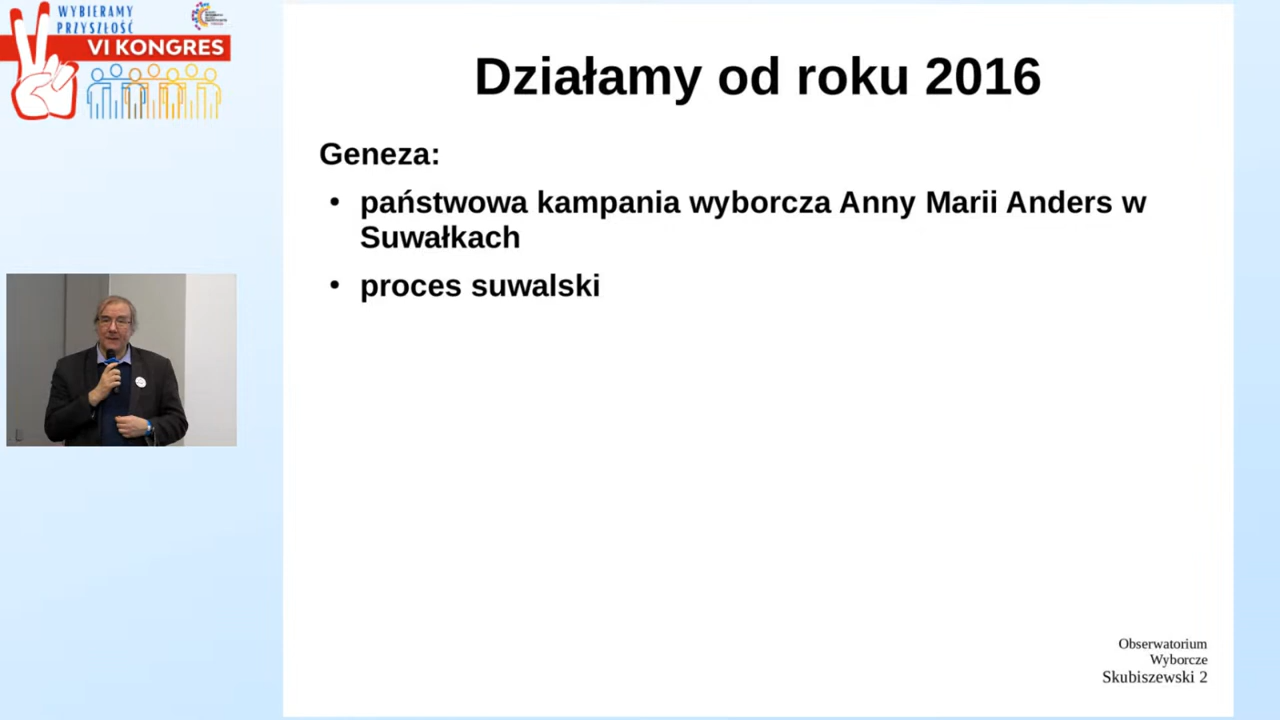 WYBIERAMY
PRZYSZŁOŚĆ
VI KONGRES
Działamy od roku 2016
Geneza:
• państwowa kampania wyborcza Anny Marii Anders w
Suwałkach
• proces suwalski
Obserwatorium
Wyborcze
Skubiszewski 2